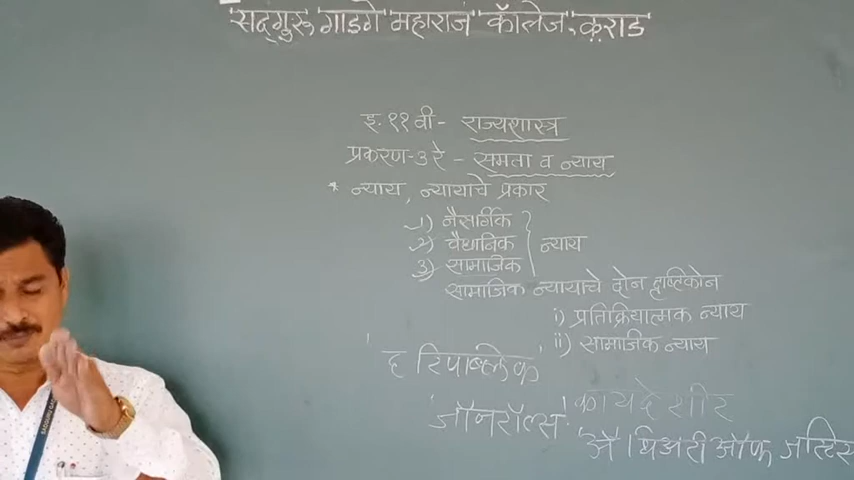 "सद्‌गुरू गाडगे महाराज" कॉलेज, कराड
इ. ११ वी - राज्यशास्त्र
प्रकरण-३ रे - समता व न्याय
* न्याय, न्यायाचे प्रकार
१) नैसर्गिक
२) वैधानिक } न्याय
३) सामाजिक
सामाजिक न्यायाचे दोन दृष्टिकोन
i) प्रतिक्रियात्मक न्याय
ii) सामाजिक न्याय
'द रिपाब्लीक'
कायदेशीर
'जॉन रॉल्स'
'अॅ थिअरी ऑफ जस्टिस